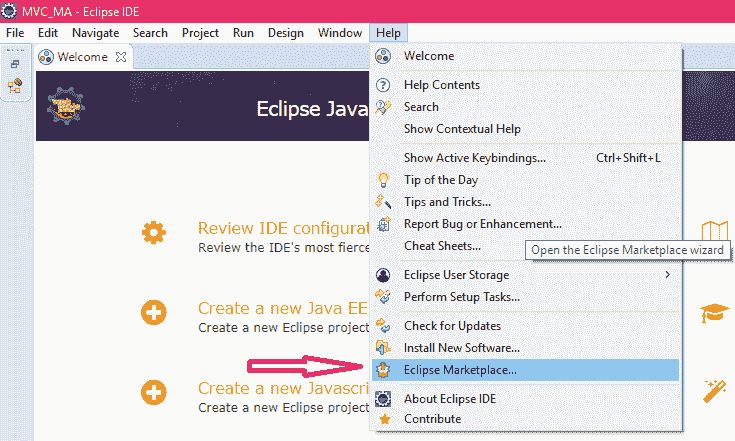 MVC_MA - Eclipse IDE
File Edit Navigate Search Project Run Design Window Help
Welcome
Eclipse Java
Review IDE configurat
Review the IDE's most fierce
Create a new Java EE
Create a new Eclipse project
Create a new Javascri
Create a new Eclipse project
Welcome
Help Contents
Search
Show Contextual Help
Show Active Keybindings... Ctrl+Shift+L
Tip of the Day
Tips and Tricks...
Report Bug or Enhancement...
Cheat Sheets...
Open the Eclipse Marketplace wizard
Eclipse User Storage
Perform Setup Tasks...
Check for Updates
Install New Software...
Eclipse Marketplace...
About Eclipse IDE
Contribute